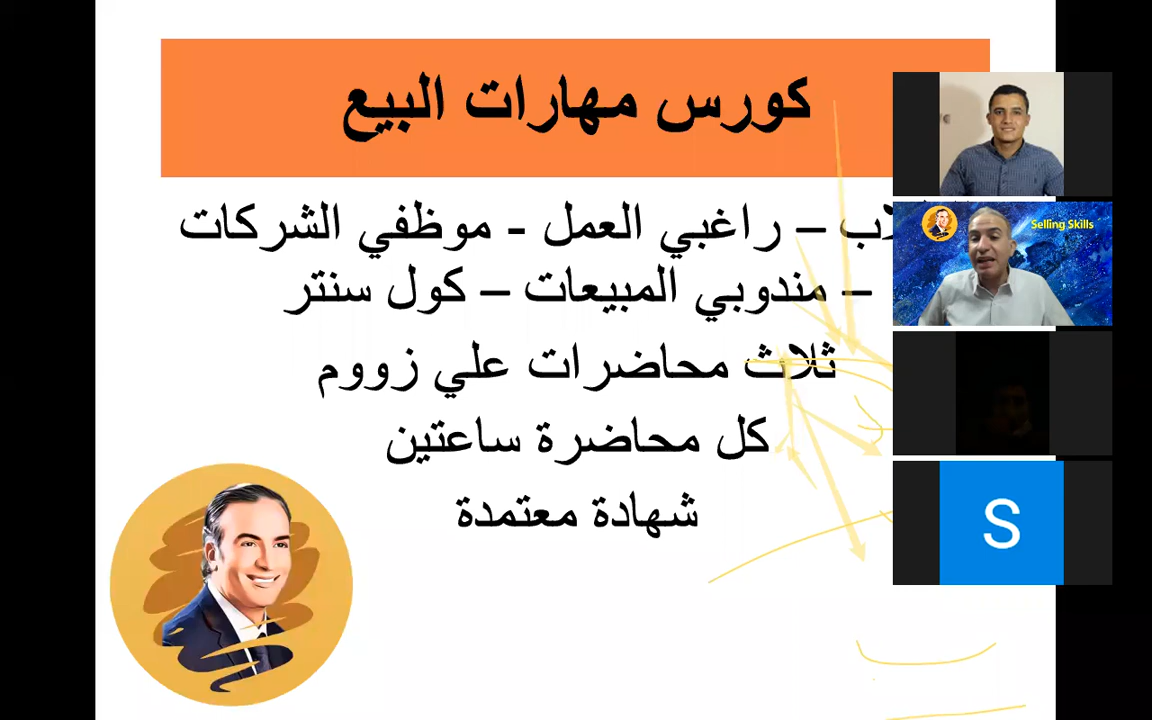 كورس مهارات البيع
– راغبي العمل - موظفي الشركات
– مندوبي المبيعات – كول سنتر
ثلاث محاضرات علي زووم
كل محاضرة ساعتين
شهادة معتمدة
Selling Skills
S